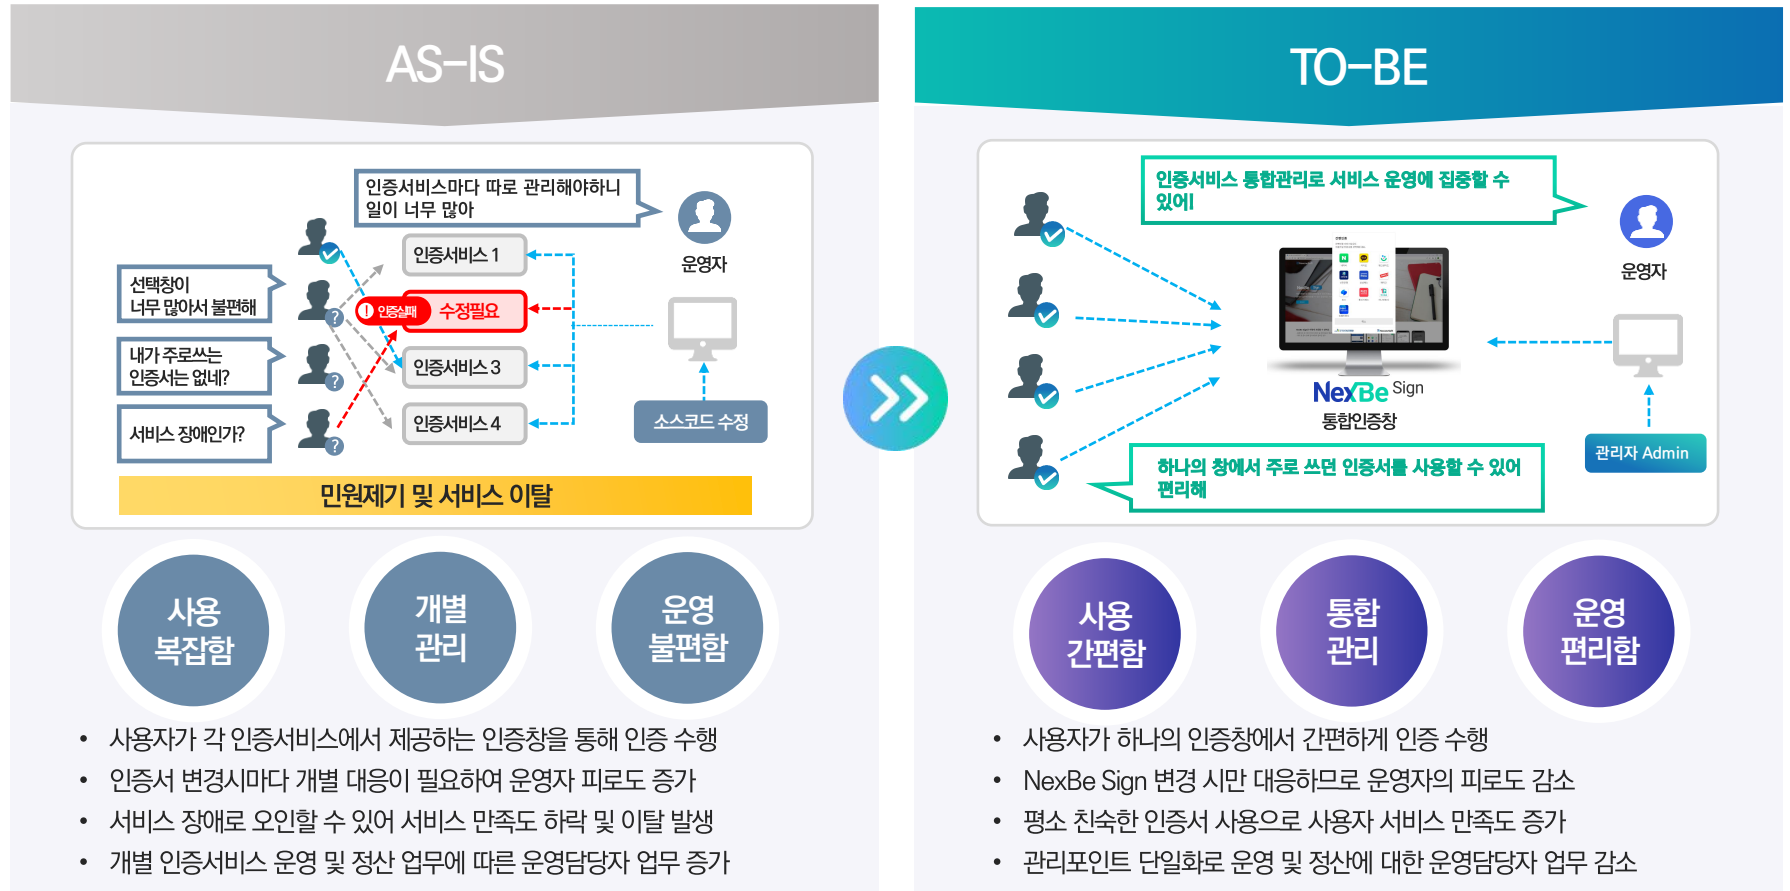 AS-IS
인증서비스마다 따로 관리해야하니
일이 너무 많아
운영자
선택창이
너무 많아서 불편해
내가 주로쓰는
인증서는 없네?
서비스 장애인가?
인증서비스 1
! 인증실패
수정필요
인증서비스 3
인증서비스 4
소스코드 수정
민원제기 및 서비스 이탈
사용
복잡함
개별
관리
운영
불편함
• 사용자가 각 인증서비스에서 제공하는 인증창을 통해 인증 수행
• 인증서 변경시마다 개별 대응이 필요하여 운영자 피로도 증가
• 서비스 장애로 오인할 수 있어 서비스 만족도 하락 및 이탈 발생
• 개별 인증서비스 운영 및 정산 업무에 따른 운영담당자 업무 증가
TO-BE
인증서비스 통합관리로 서비스 운영에 집중할 수
있어!
운영자
NexBe Sign
통합인증창
관리자 Admin
하나의 창에서 주로 쓰던 인증서를 사용할 수 있어
편리해
사용
간편함
통합
관리
운영
편리함
• 사용자가 하나의 인증창에서 간편하게 인증 수행
• NexBe Sign 변경 시만 대응하므로 운영자의 피로도 감소
• 평소 친숙한 인증서 사용으로 사용자 서비스 만족도 증가
• 관리포인트 단일화로 운영 및 정산에 대한 운영담당자 업무 감소